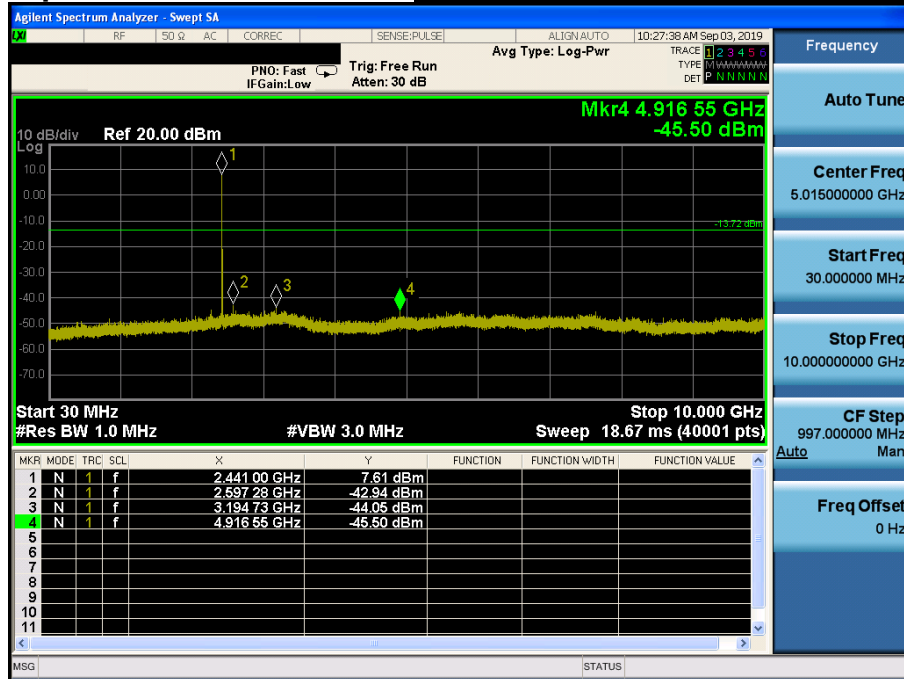 Agilent Spectrum Analyzer - Swept SA
LXI RF 50 Ω AC CORREC SENSE:PULSE ALIGN AUTO 10:27:38 AM Sep 03, 2019
Frequency
Avg Type: Log-Pwr TRACE 1 2 3 4 5 6
PNO: Fast Trig: Free Run TYPE M W W W W W
IFGain:Low Atten: 30 dB DET P N N N N N
Auto Tune
Mkr4 4.916 55 GHz
10 dB/div Ref 20.00 dBm -45.50 dBm
Log
10.0
0.00
-10.0
-20.0
-30.0
-40.0
-50.0
-60.0
-70.0
1
-13.72 dBm
2
3
4
Center Freq
5.015000000 GHz
Start Freq
30.000000 MHz
Stop Freq
10.000000000 GHz
Start 30 MHz Stop 10.000 GHz
#Res BW 1.0 MHz #VBW 3.0 MHz Sweep 18.67 ms (40001 pts)
CF Step
997.000000 MHz
Auto Man
MKR MODE TRC SCL X Y FUNCTION FUNCTION WIDTH FUNCTION VALUE
1 N 1 f 2.441 00 GHz 7.61 dBm
2 N 1 f 2.597 28 GHz -42.94 dBm
3 N 1 f 3.194 73 GHz -44.05 dBm
4 N 1 f 4.916 55 GHz -45.50 dBm
5
6
7
8
9
10
11
Freq Offset
0 Hz
MSG STATUS